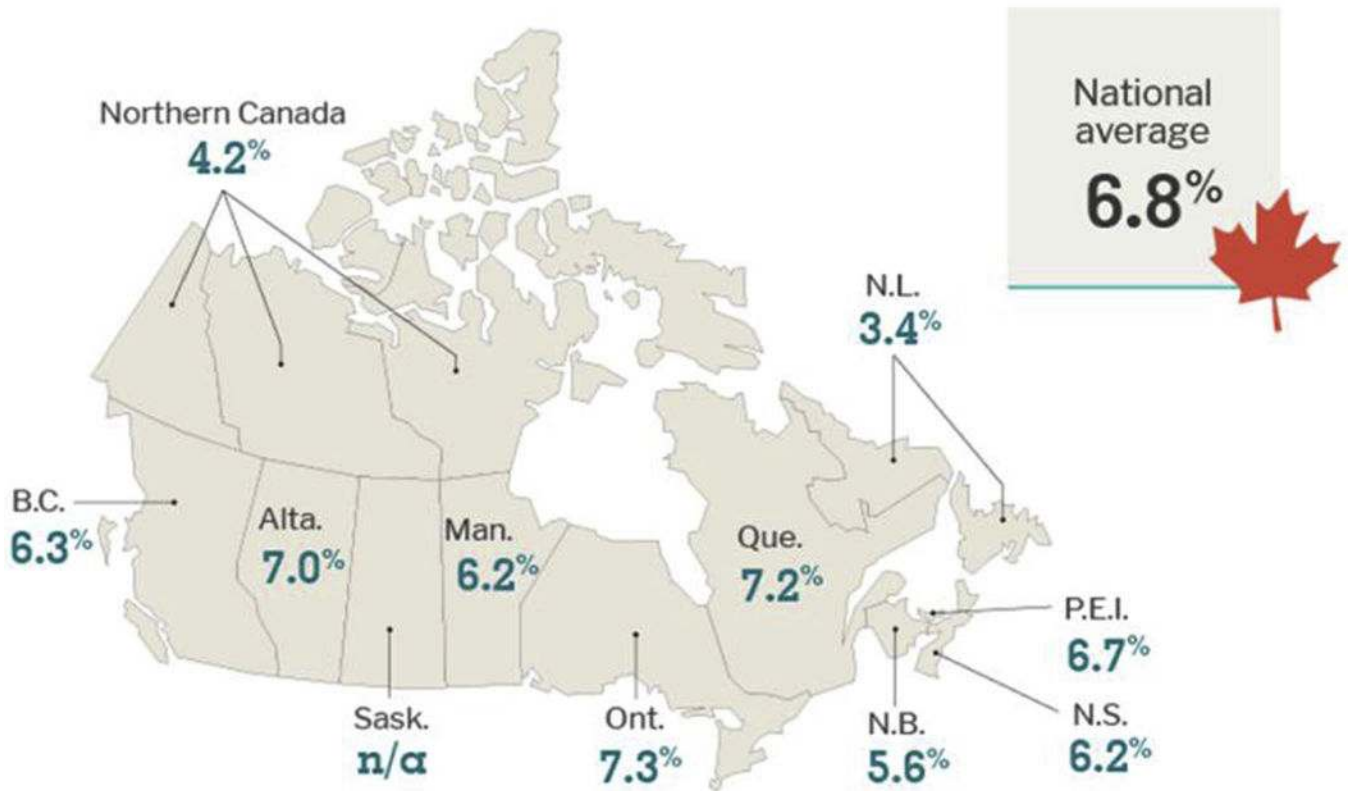 Northern Canada
4.2%
National
average
6.8%
N.L.
3.4%
B.C.
6.3%
Alta.
7.0%
Man.
6.2%
Que.
7.2%
P.E.I.
6.7%
Sask.
n/a
Ont.
7.3%
N.B.
5.6%
N.S.
6.2%